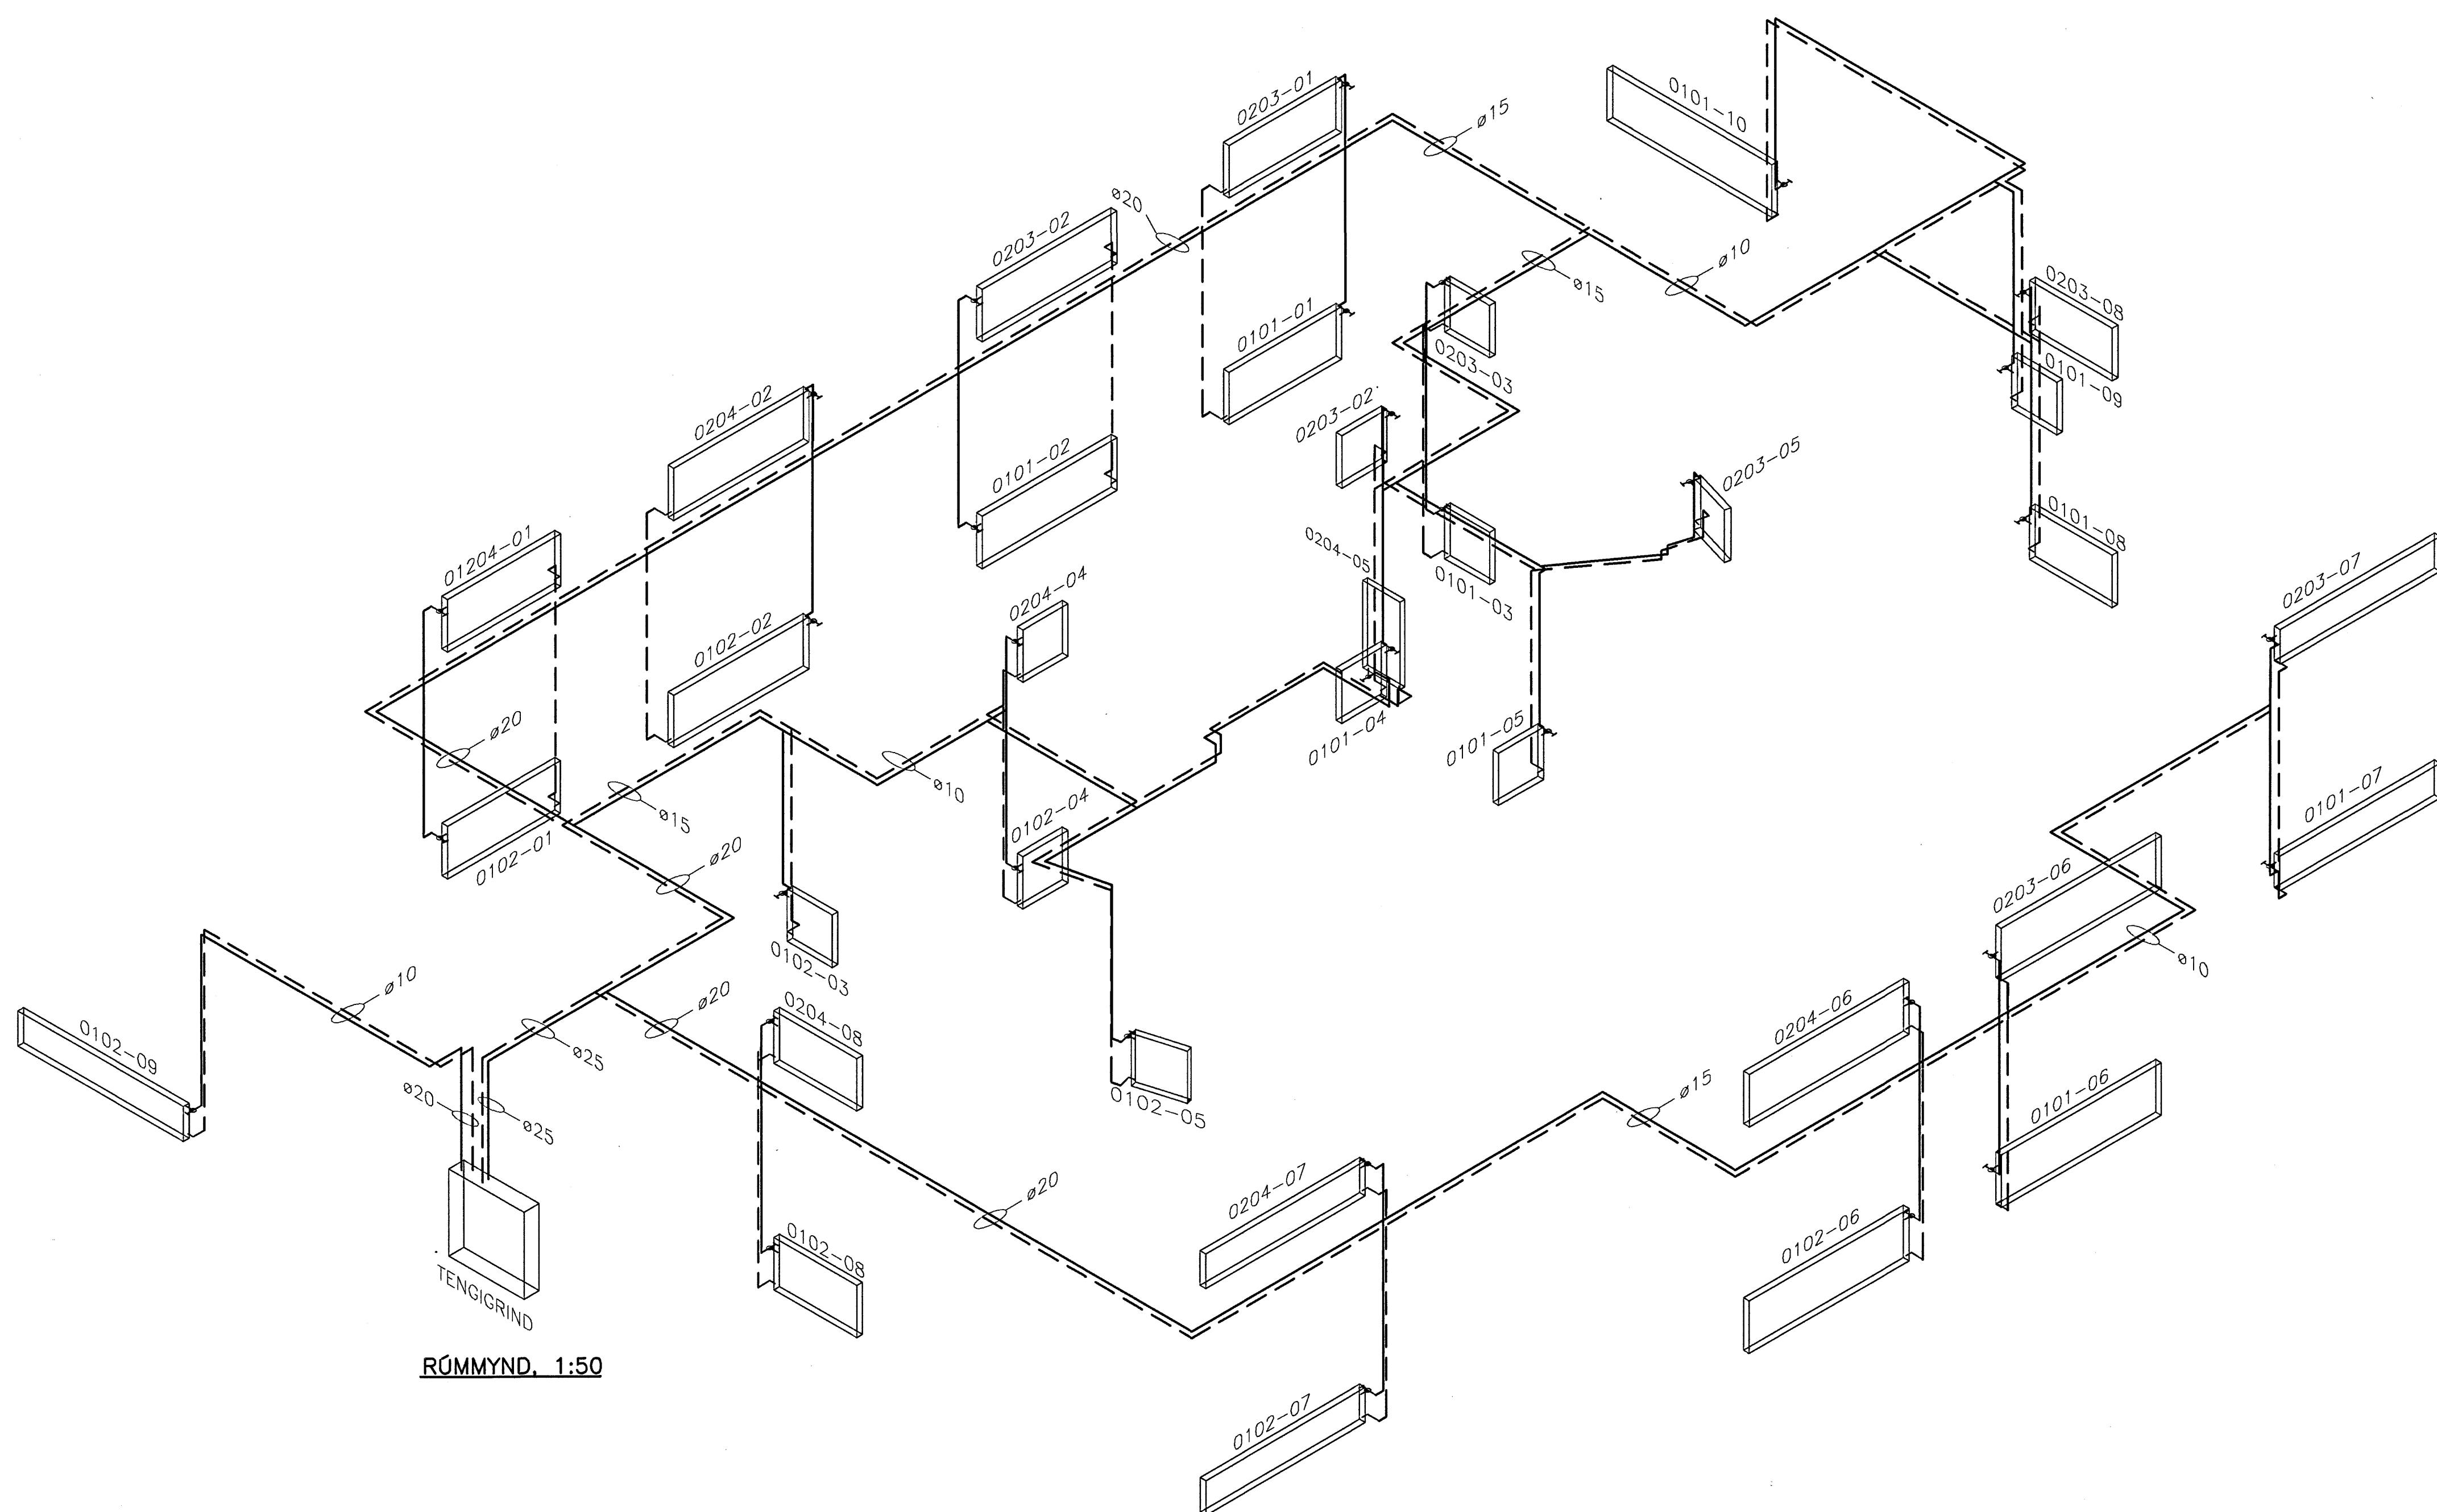 0203-01
0101-10
ø15
ø20
0203-02
ø15
ø10
0203-08
0101-01
0203-03
0101-09
0204-02
0203-02
0101-02
0203-05
01204-01
0204-05
0101-08
0101-03
0204-04
0203-07
0102-02
ø20
0101-04
0101-05
ø15
ø10
0102-04
0101-07
0102-01
ø20
0203-06
0102-03
ø10
ø10
ø20
0204-08
0204-06
0102-09
ø25
ø20
ø25
0102-05
ø15
0101-06
0204-07
ø20
0102-08
0102-06
TENGIGRIND
RÚMMYND, 1:50
0102-07